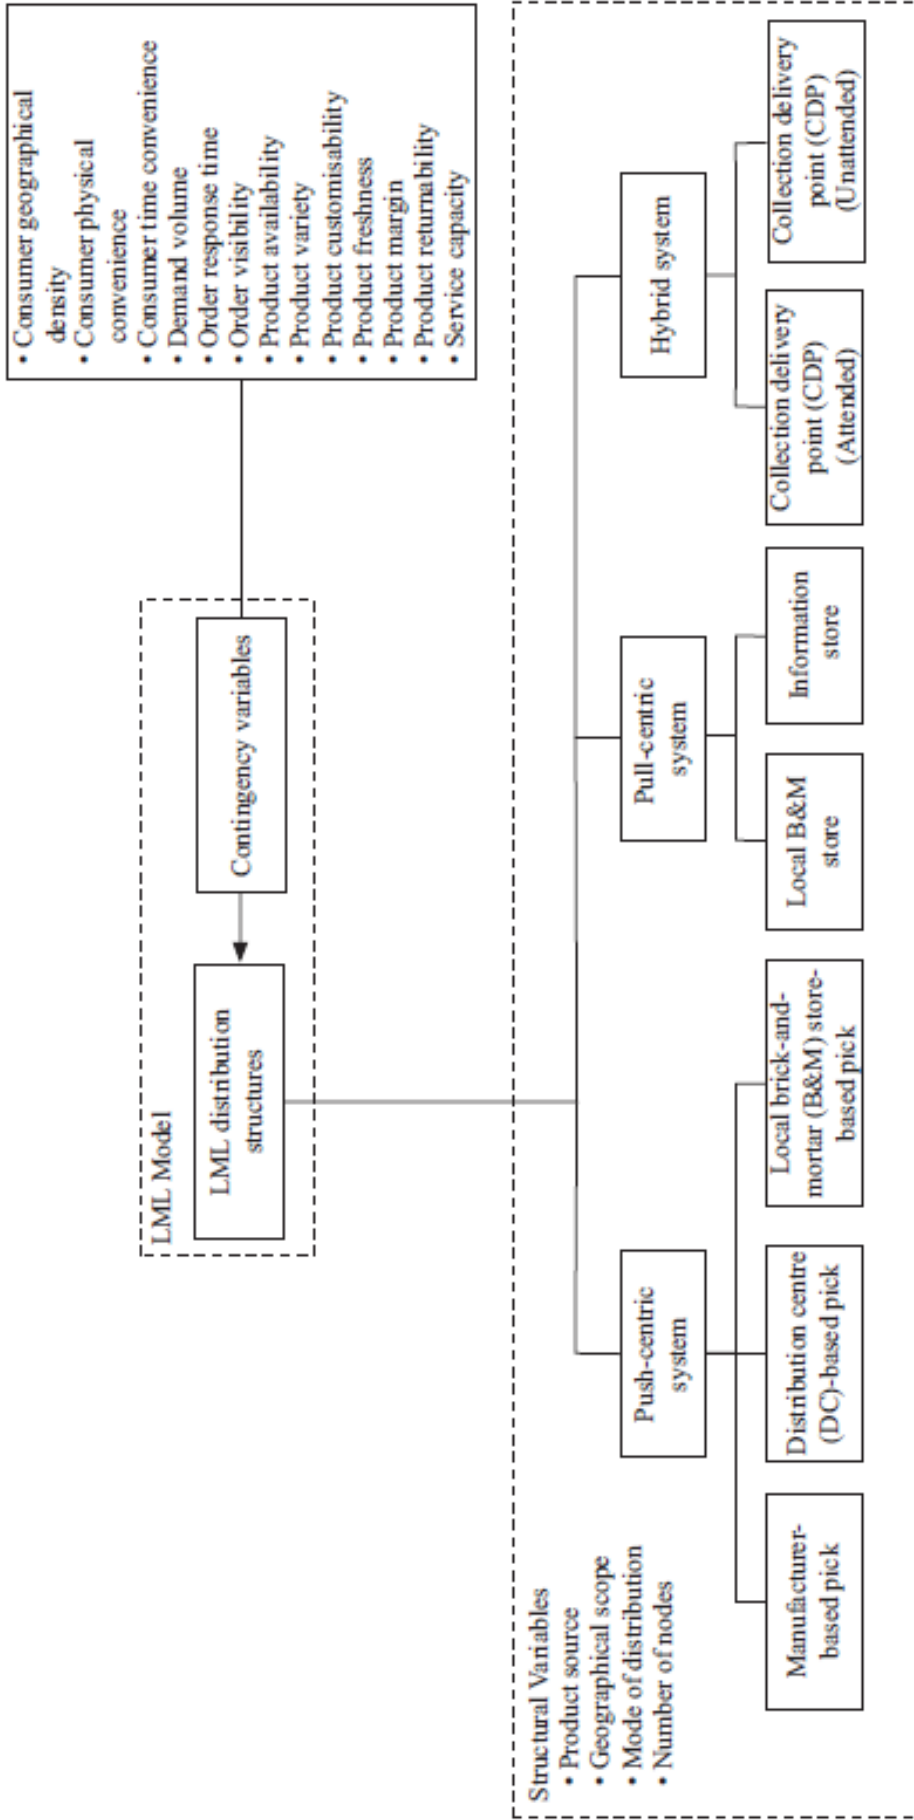 LML Model
LML distribution
structures
Contingency variables
• Consumer geographical
density
• Consumer physical
convenience
• Consumer time convenience
• Demand volume
• Order response time
• Order visibility
• Product availability
• Product variety
• Product customisability
• Product freshness
• Product margin
• Product returnability
• Service capacity
Structural Variables
• Product source
• Geographical scope
• Mode of distribution
• Number of nodes
Push-centric
system
Pull-centric
system
Hybrid system
Manufacturer-
based pick
Distribution centre
(DC)-based pick
Local brick-and-
mortar (B&M) store-
based pick
Local B&M
store
Information
store
Collection delivery
point (CDP)
(Attended)
Collection delivery
point (CDP)
(Unattended)